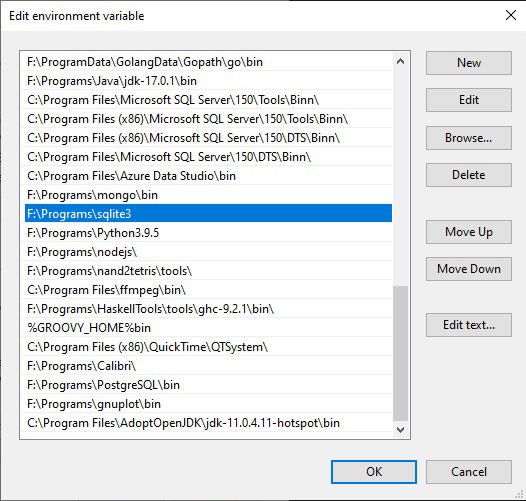 Edit environment variable
F:\ProgramData\GolangData\Gopath\go\bin
F:\Programs\Java\jdk-17.0.1\bin
C:\Program Files\Microsoft SQL Server\150\Tools\Binn\
C:\Program Files (x86)\Microsoft SQL Server\150\Tools\Binn\
C:\Program Files (x86)\Microsoft SQL Server\150\DTS\Binn\
C:\Program Files\Microsoft SQL Server\150\DTS\Binn\
C:\Program Files\Azure Data Studio\bin
F:\Programs\mongo\bin
F:\Programs\sqlite3
F:\Programs\Python3.9.5
F:\Programs\nodejs\
F:\Programs\nand2tetris\tools\
C:\Program Files\ffmpeg\bin\
F:\Programs\HaskellTools\tools\ghc-9.2.1\bin\
%GROOVY_HOME%bin
C:\Program Files (x86)\QuickTime\QTSystem\
F:\Programs\Calibri\
F:\Programs\PostgreSQL\bin
F:\Programs\gnuplot\bin
C:\Program Files\AdoptOpenJDK\jdk-11.0.4.11-hotspot\bin
New
Edit
Browse...
Delete
Move Up
Move Down
Edit text...
OK
Cancel